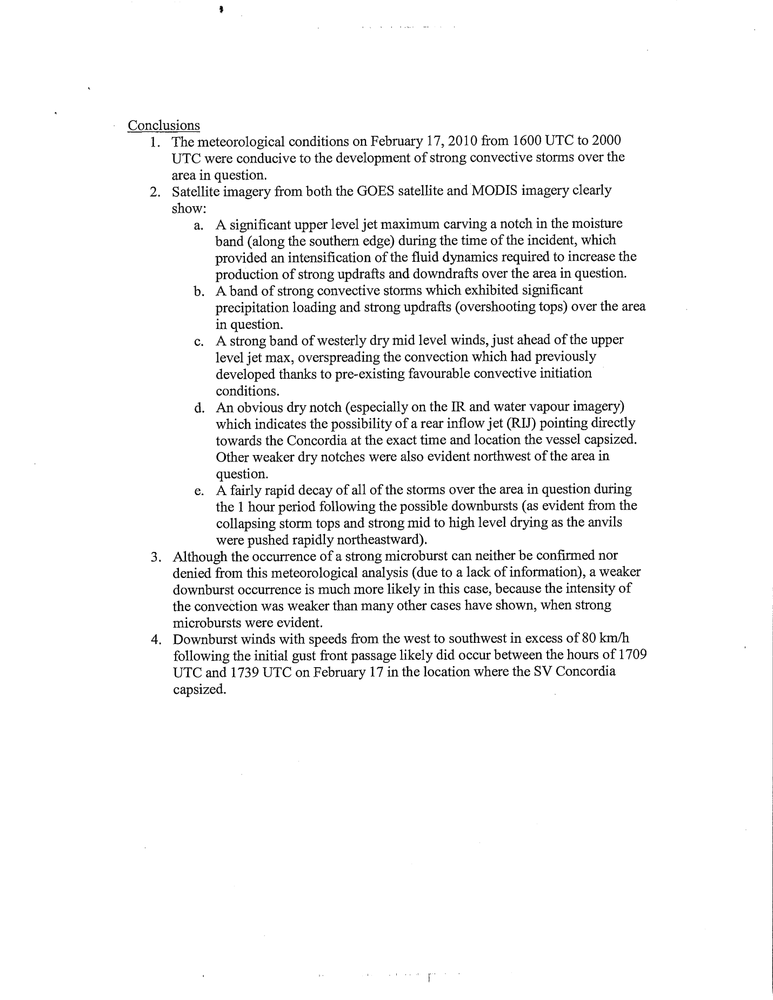 Conclusions
1. The meteorological conditions on February 17, 2010 from 1600 UTC to 2000
UTC were conducive to the development of strong convective storms over the
area in question.
2. Satellite imagery from both the GOES satellite and MODIS imagery clearly
show:
a. A significant upper level jet maximum carving a notch in the moisture
band (along the southern edge) during the time of the incident, which
provided an intensification of the fluid dynamics required to increase the
production of strong updrafts and downdrafts over the area in question.
b. A band of strong convective storms which exhibited significant
precipitation loading and strong updrafts (overshooting tops) over the area
in question.
c. A strong band of westerly dry mid level winds, just ahead of the upper
level jet max, overspreading the convection which had previously
developed thanks to pre-existing favourable convective initiation
conditions.
d. An obvious dry notch (especially on the IR and water vapour imagery)
which indicates the possibility of a rear inflow jet (RIJ) pointing directly
towards the Concordia at the exact time and location the vessel capsized.
Other weaker dry notches were also evident northwest of the area in
question.
e. A fairly rapid decay of all of the storms over the area in question during
the 1 hour period following the possible downbursts (as evident from the
collapsing storm tops and strong mid to high level drying as the anvils
were pushed rapidly northeastward).
3. Although the occurrence of a strong microburst can neither be confirmed nor
denied from this meteorological analysis (due to a lack of information), a weaker
downburst occurrence is much more likely in this case, because the intensity of
the convection was weaker than many other cases have shown, when strong
microbursts were evident.
4. Downburst winds with speeds from the west to southwest in excess of 80 km/h
following the initial gust front passage likely did occur between the hours of 1709
UTC and 1739 UTC on February 17 in the location where the SV Concordia
capsized.